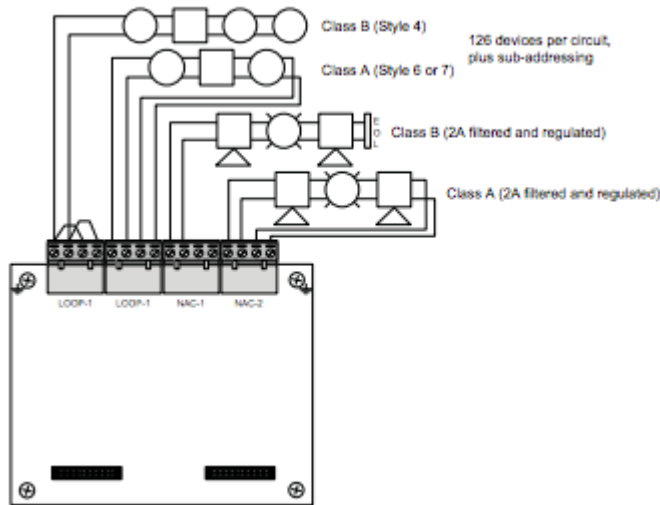 Class B (Style 4)
126 devices per circuit,
plus sub-addressing
Class A (Style 6 or 7)
E
O
L
Class B (2A filtered and regulated)
Class A (2A filtered and regulated)
LOOP-1 LOOP-1 NAC-1 NAC-2